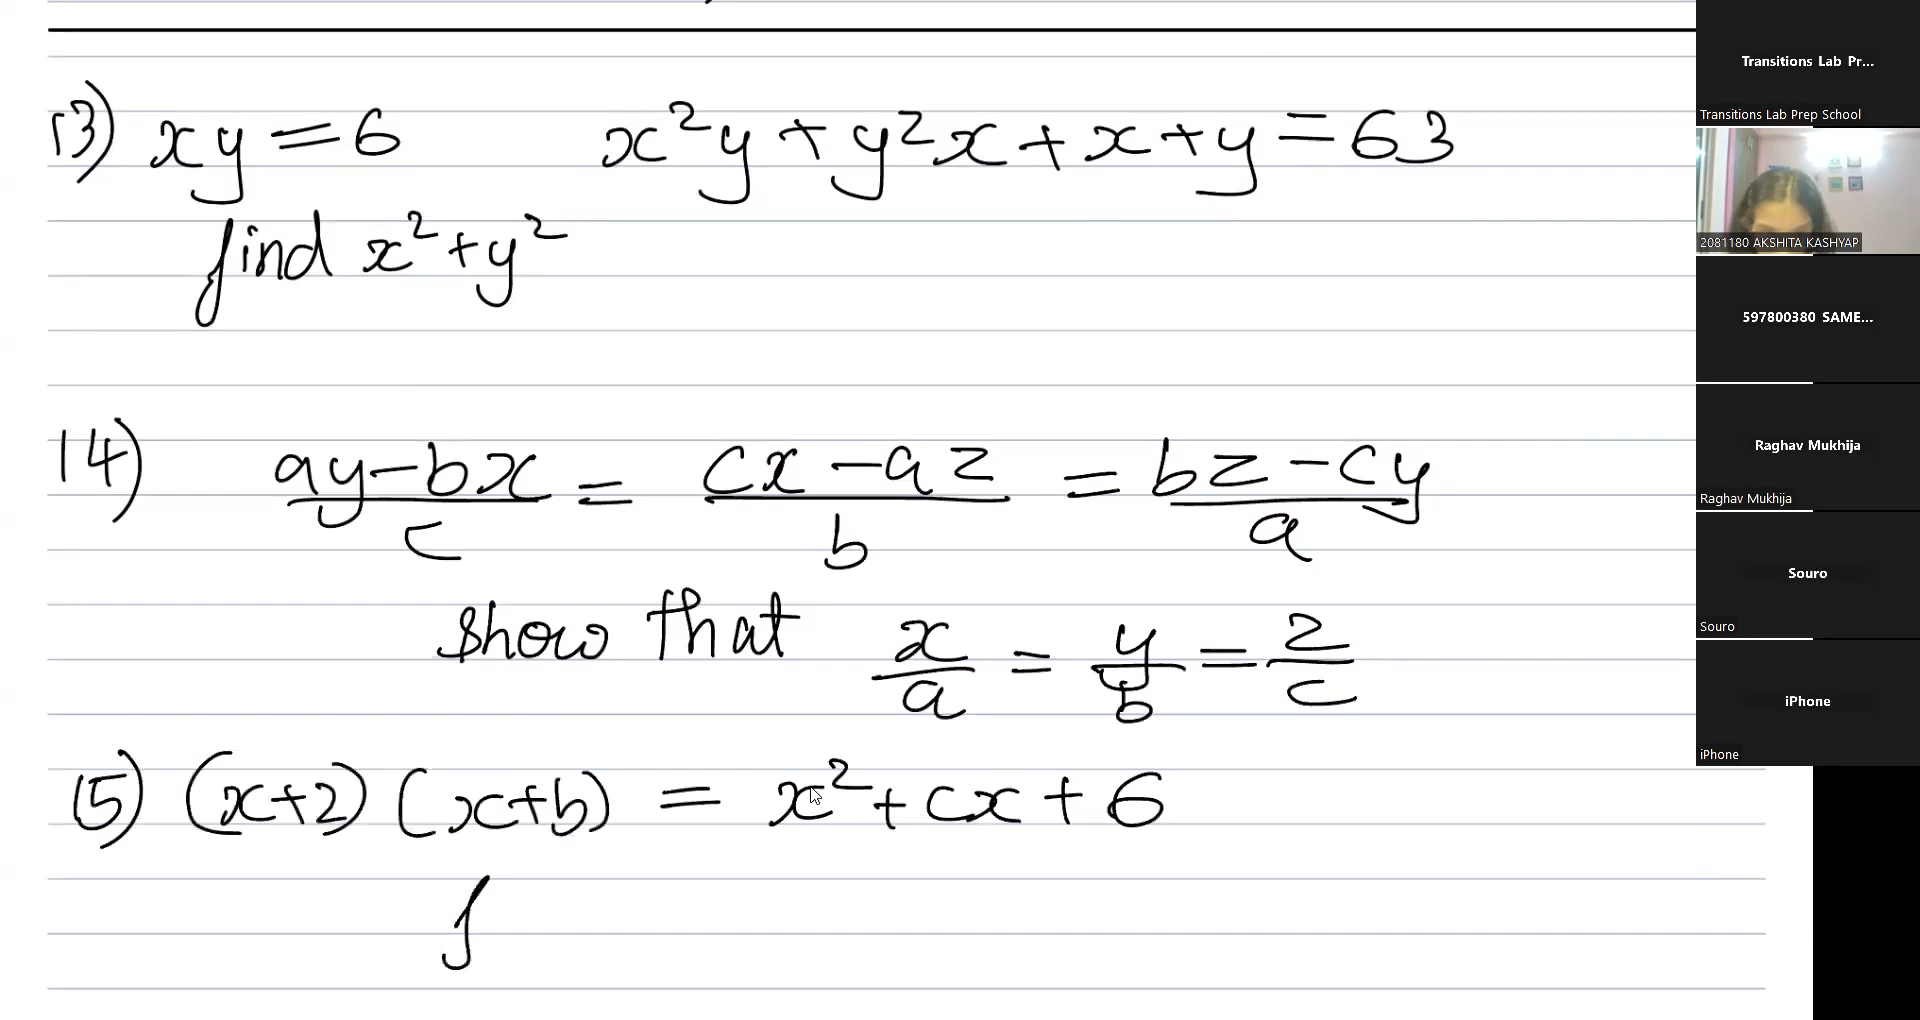 13) xy = 6 x²y + y²x + x + y = 63
find x² + y²
14) (ay - bx)/c = (cx - az)/b = (bz - cy)/a
show that x/a = y/b = z/c
15) (x+2) (x+b) = x² + cx + 6
f
Transitions Lab Pr...
Transitions Lab Prep School
2081180 AKSHITA KASHYAP
597800380 SAME...
Raghav Mukhija
Raghav Mukhija
Souro
Souro
iPhone
iPhone